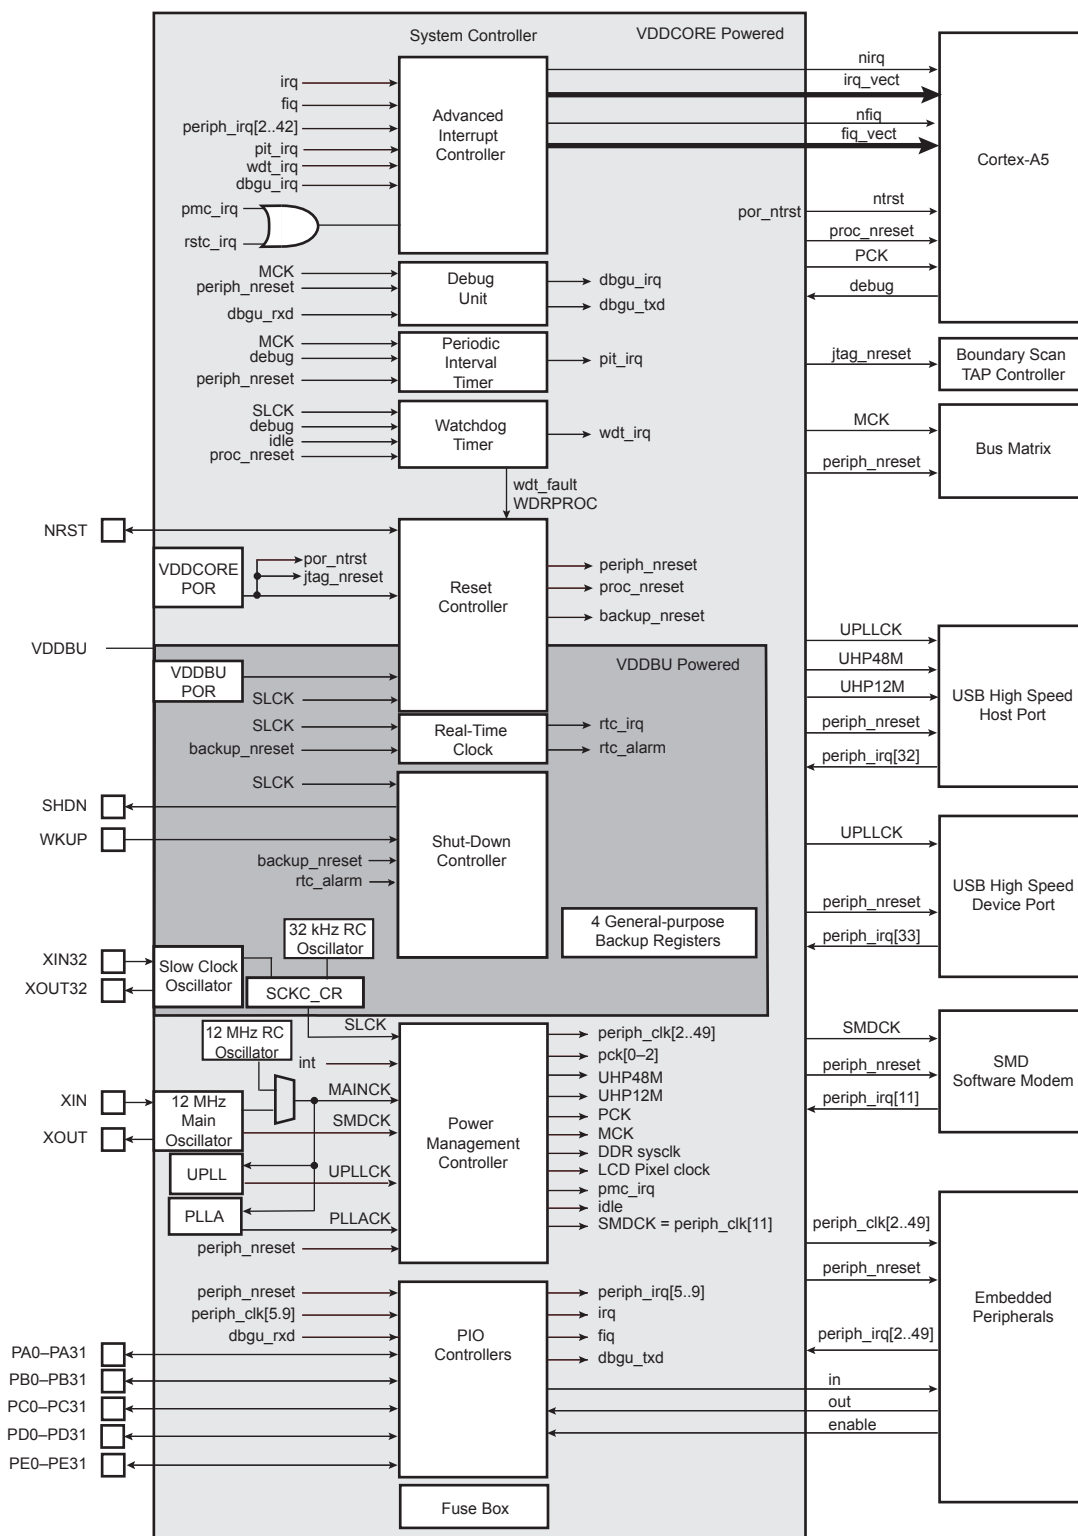 System Controller
VDDCORE Powered
irq
fiq
periph_irq[2..42]
pit_irq
wdt_irq
dbgu_irq
pmc_irq
rstc_irq
Advanced
Interrupt
Controller
nirq
irq_vect
nfiq
fiq_vect
por_ntrst
ntrst
proc_nreset
PCK
debug
Cortex-A5
MCK
periph_nreset
dbgu_rxd
Debug
Unit
dbgu_irq
dbgu_txd
MCK
debug
periph_nreset
Periodic
Interval
Timer
pit_irq
jtag_nreset
Boundary Scan
TAP Controller
SLCK
debug
idle
proc_nreset
Watchdog
Timer
wdt_irq
MCK
periph_nreset
Bus Matrix
wdt_fault
WDRPROC
NRST
VDDCORE
POR
por_ntrst
jtag_nreset
Reset
Controller
periph_nreset
proc_nreset
backup_nreset
VDDBU
VDDBU Powered
VDDBU
POR
SLCK
UPLLCK
UHP48M
UHP12M
periph_nreset
periph_irq[32]
USB High Speed
Host Port
SLCK
backup_nreset
Real-Time
Clock
rtc_irq
rtc_alarm
SLCK
SHDN
WKUP
backup_nreset
rtc_alarm
Shut-Down
Controller
4 General-purpose
Backup Registers
UPLLCK
periph_nreset
periph_irq[33]
USB High Speed
Device Port
32 kHz RC
Oscillator
XIN32
XOUT32
Slow Clock
Oscillator
SCKC_CR
SLCK
12 MHz RC
Oscillator
int
MAINCK
XIN
XOUT
12 MHz
Main
Oscillator
SMDCK
UPLL
UPLLCK
PLLA
PLLACK
periph_nreset
Power
Management
Controller
periph_clk[2..49]
pck[0–2]
UHP48M
UHP12M
PCK
MCK
DDR sysclk
LCD Pixel clock
pmc_irq
idle
SMDCK = periph_clk[11]
SMDCK
periph_nreset
periph_irq[11]
SMD
Software Modem
periph_nreset
periph_clk[5.9]
dbgu_rxd
PA0–PA31
PB0–PB31
PC0–PC31
PD0–PD31
PE0–PE31
PIO
Controllers
periph_irq[5..9]
irq
fiq
dbgu_txd
periph_clk[2..49]
periph_nreset
periph_irq[2..49]
in
out
enable
Embedded
Peripherals
Fuse Box